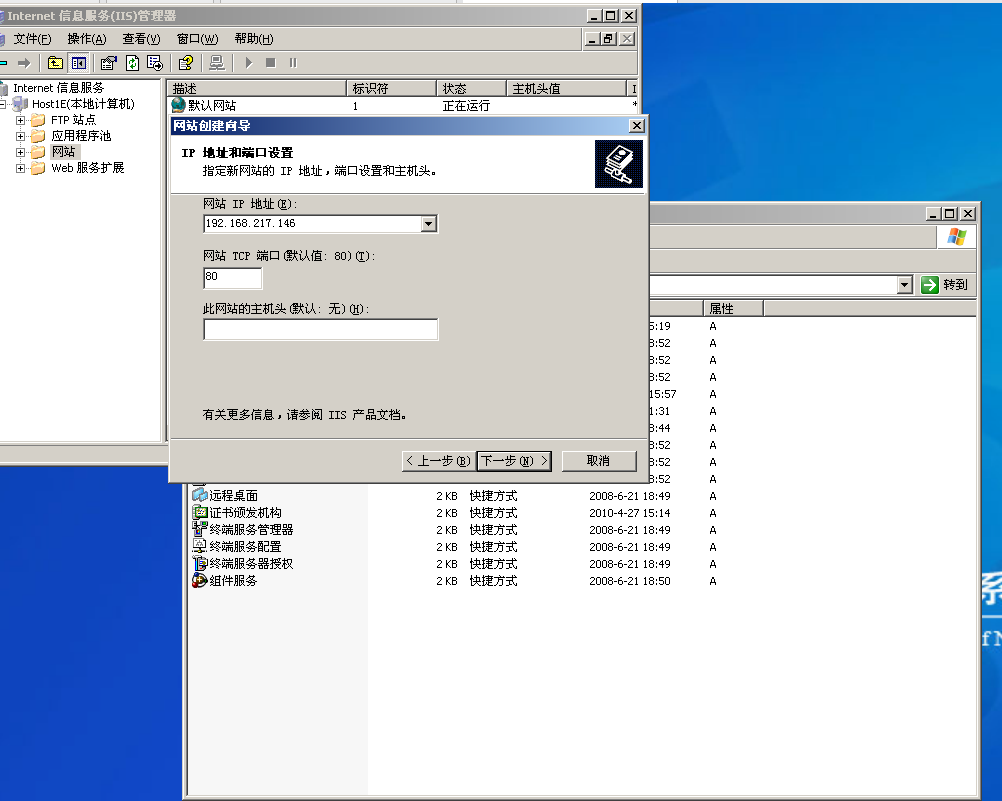 Internet 信息服务(IIS)管理器
文件(F) 操作(A) 查看(V) 窗口(W) 帮助(H)
Internet 信息服务
Host1E(本地计算机)
FTP 站点
应用程序池
网站
Web 服务扩展
描述 标识符 状态 主机头值 I
默认网站 1 正在运行 *
网站创建向导
IP 地址和端口设置
指定新网站的 IP 地址，端口设置和主机头。
网站 IP 地址(E):
192.168.217.146
网站 TCP 端口(默认值: 80)(T):
80
此网站的主机头(默认: 无)(H):
有关更多信息，请参阅 IIS 产品文档。
< 上一步(B) 下一步(N) > 取消
转到
属性
5:19 A
8:52 A
8:52 A
8:52 A
15:57 A
1:31 A
8:44 A
8:52 A
8:52 A
8:52 A
远程桌面 2 KB 快捷方式 2008-6-21 18:49 A
证书颁发机构 2 KB 快捷方式 2010-4-27 15:14 A
终端服务管理器 2 KB 快捷方式 2008-6-21 18:49 A
终端服务配置 2 KB 快捷方式 2008-6-21 18:49 A
终端服务器授权 2 KB 快捷方式 2008-6-21 18:49 A
组件服务 2 KB 快捷方式 2008-6-21 18:50 A
系
fN